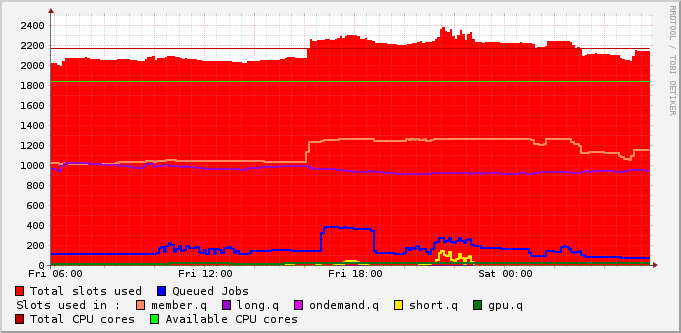 2400
2200
2000
1800
1600
1400
1200
1000
800
600
400
200
0
Fri 06:00 Fri 12:00 Fri 18:00 Sat 00:00
Total slots used Queued Jobs
Slots used in : member.q long.q ondemand.q short.q gpu.q
Total CPU cores Available CPU cores
RRDTOOL / TOBI OETIKER